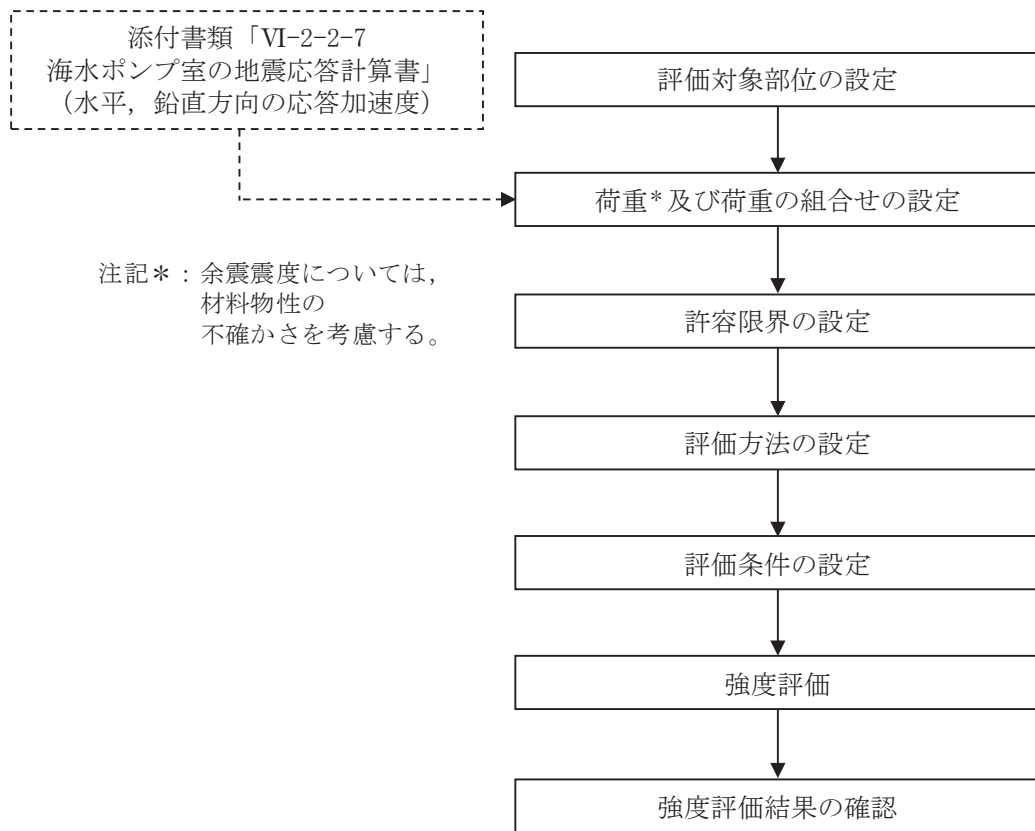 添付書類「Ⅵ-2-2-7
海水ポンプ室の地震応答計算書」
（水平，鉛直方向の応答加速度）
評価対象部位の設定
荷重*及び荷重の組合せの設定
注記＊：余震震度については，
材料物性の
不確かさを考慮する。
許容限界の設定
評価方法の設定
評価条件の設定
強度評価
強度評価結果の確認